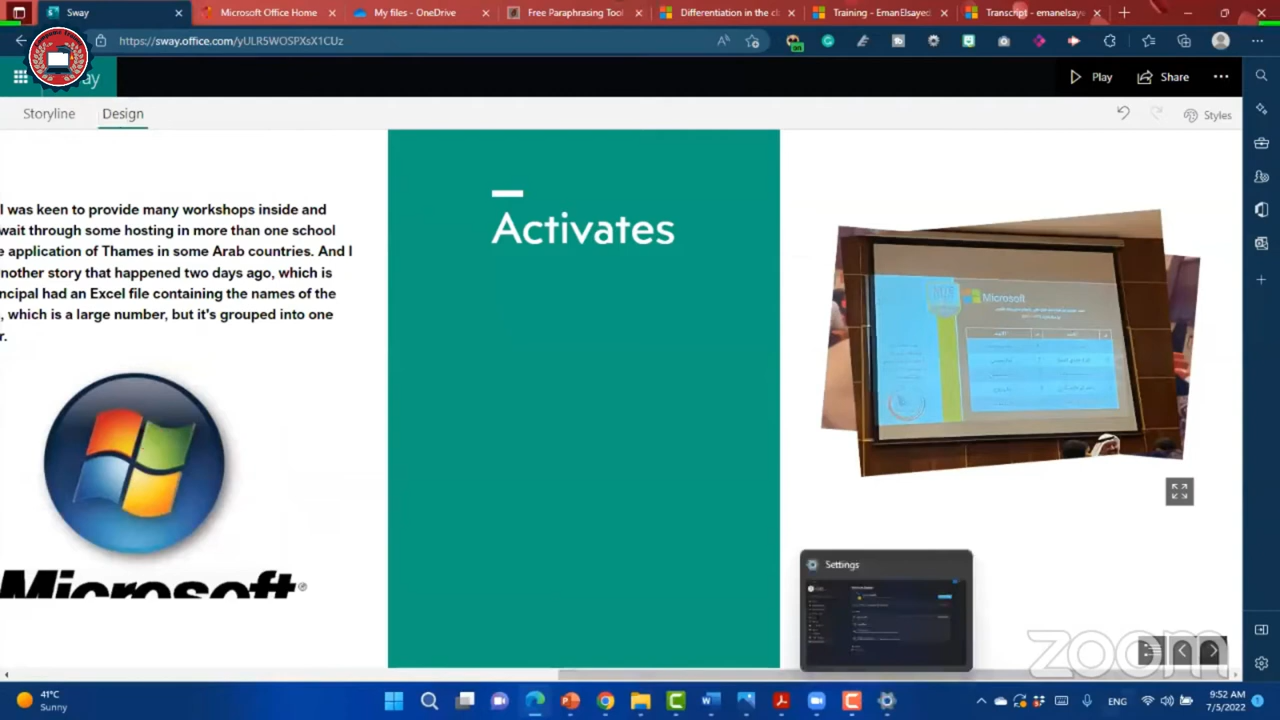 Sway
Microsoft Office Home
My files - OneDrive
Free Paraphrasing Tool
Differentiation in the cl
Training - EmanElsayed
Transcript - emanelsaye
https://sway.office.com/yULR5WOSPXsX1CUz
Play
Share
Storyline
Design
Styles
I was keen to provide many workshops inside and
wait through some hosting in more than one school
e application of Thames in some Arab countries. And I
nother story that happened two days ago, which is
ncipal had an Excel file containing the names of the
, which is a large number, but it's grouped into one
r.
Microsoft
Activates
Microsoft
Settings
zoom
41°C
Sunny
ENG
9:52 AM
7/5/2022